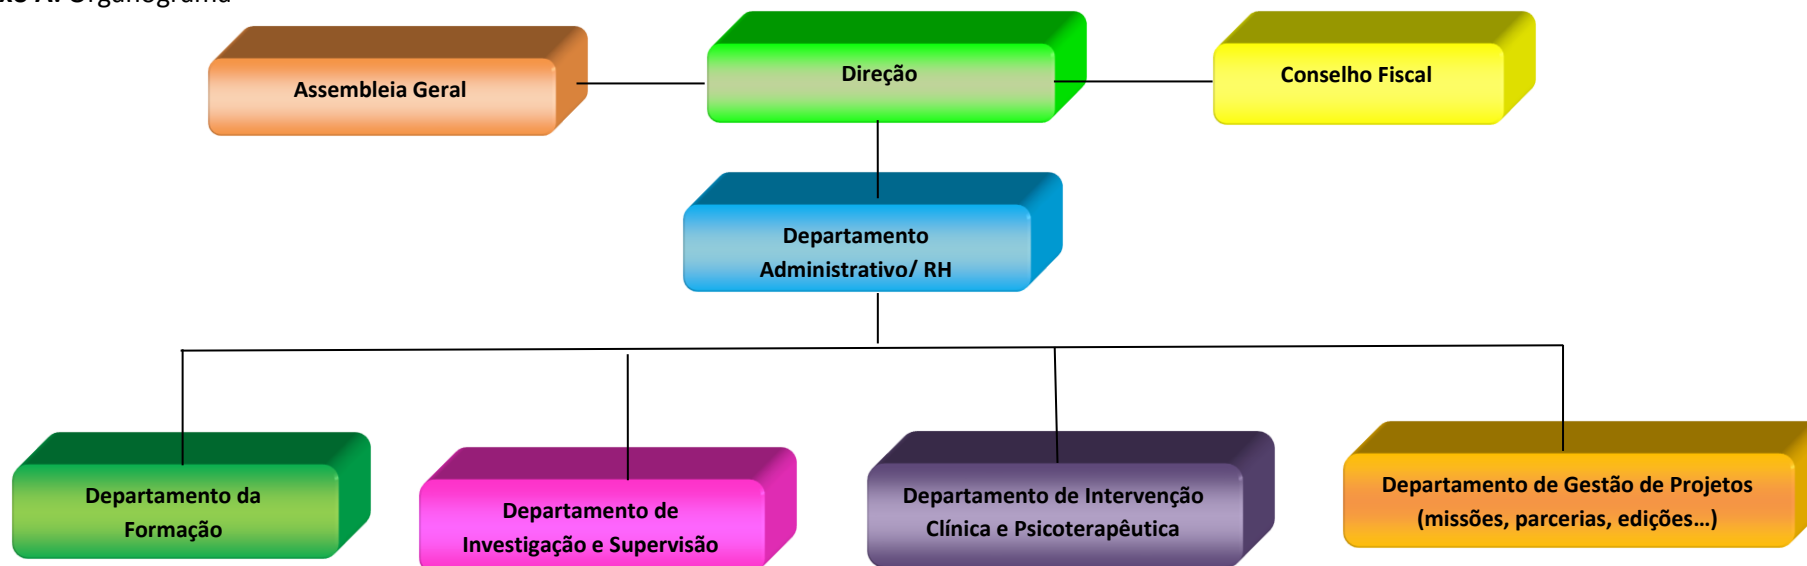 Organograma
Assembleia Geral
Direção
Conselho Fiscal
Departamento
Administrativo/ RH
Departamento da
Formação
Departamento de
Investigação e Supervisão
Departamento de Intervenção
Clínica e Psicoterapêutica
Departamento de Gestão de Projetos
(missões, parcerias, edições...)